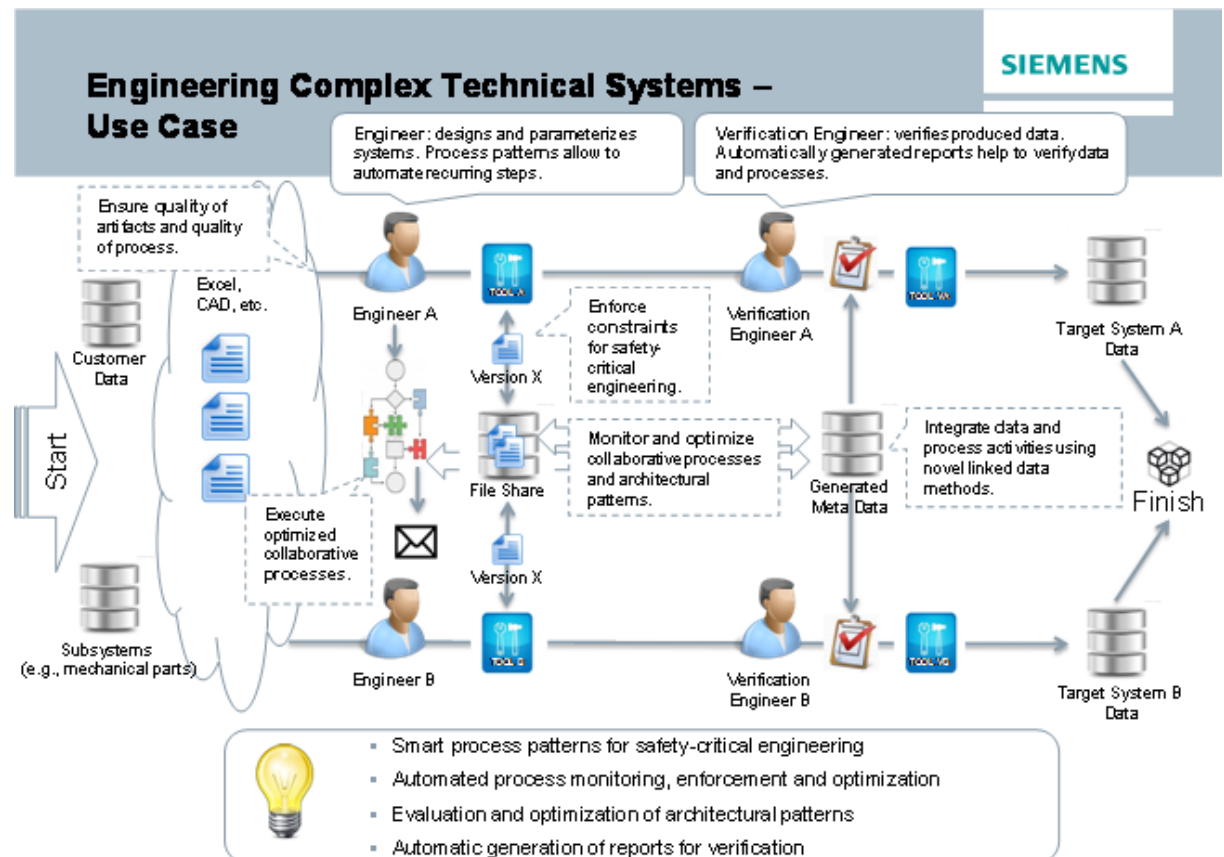 SIEMENS
Engineering Complex Technical Systems –
Use Case
Engineer: designs and parameterizes
systems. Process patterns allow to
automate recurring steps.
Verification Engineer: verifies produced data.
Automatically generated reports help to verify data
and processes.
Ensure quality of
artifacts and quality
of process.
Excel,
CAD, etc.
Customer
Data
Start
Subsystems
(e.g., mechanical parts)
Execute
optimized
collaborative
processes.
Engineer A
TOOL A
Version X
Enforce
constraints
for safety-
critical
engineering.
File Share
Monitor and optimize
collaborative processes
and architectural
patterns.
Version X
Engineer B
TOOL B
Verification
Engineer A
TOOL VA
Target System A
Data
Generated
Meta Data
Integrate data and
process activities using
novel linked data
methods.
Finish
Verification
Engineer B
TOOL VB
Target System B
Data
▪ Smart process patterns for safety-critical engineering
▪ Automated process monitoring, enforcement and optimization
▪ Evaluation and optimization of architectural patterns
▪ Automatic generation of reports for verification